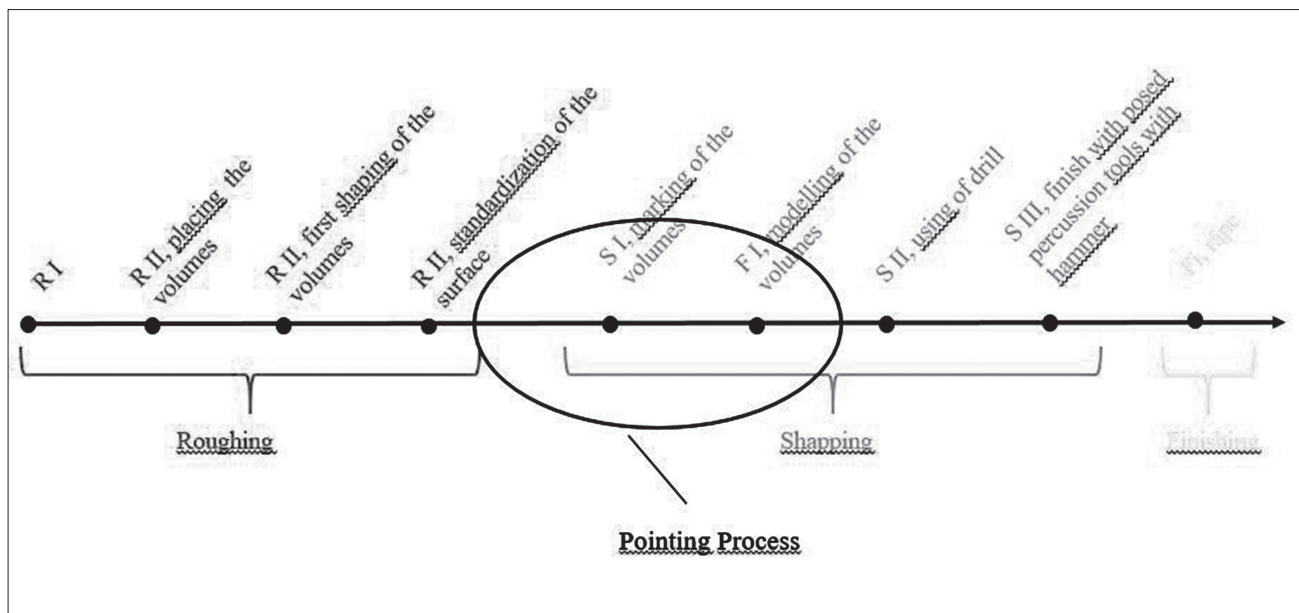 R I
R II, placing the
volumes
R II, first shaping of the
volumes
R II, standardization of the
surface
S I, marking of the
volumes
F I, modelling of the
volumes
S II, using of drill
S III, finish with posed
percussion tools with
hammer
Fi, rape
Roughing
Shapping
Finishing
Pointing Process